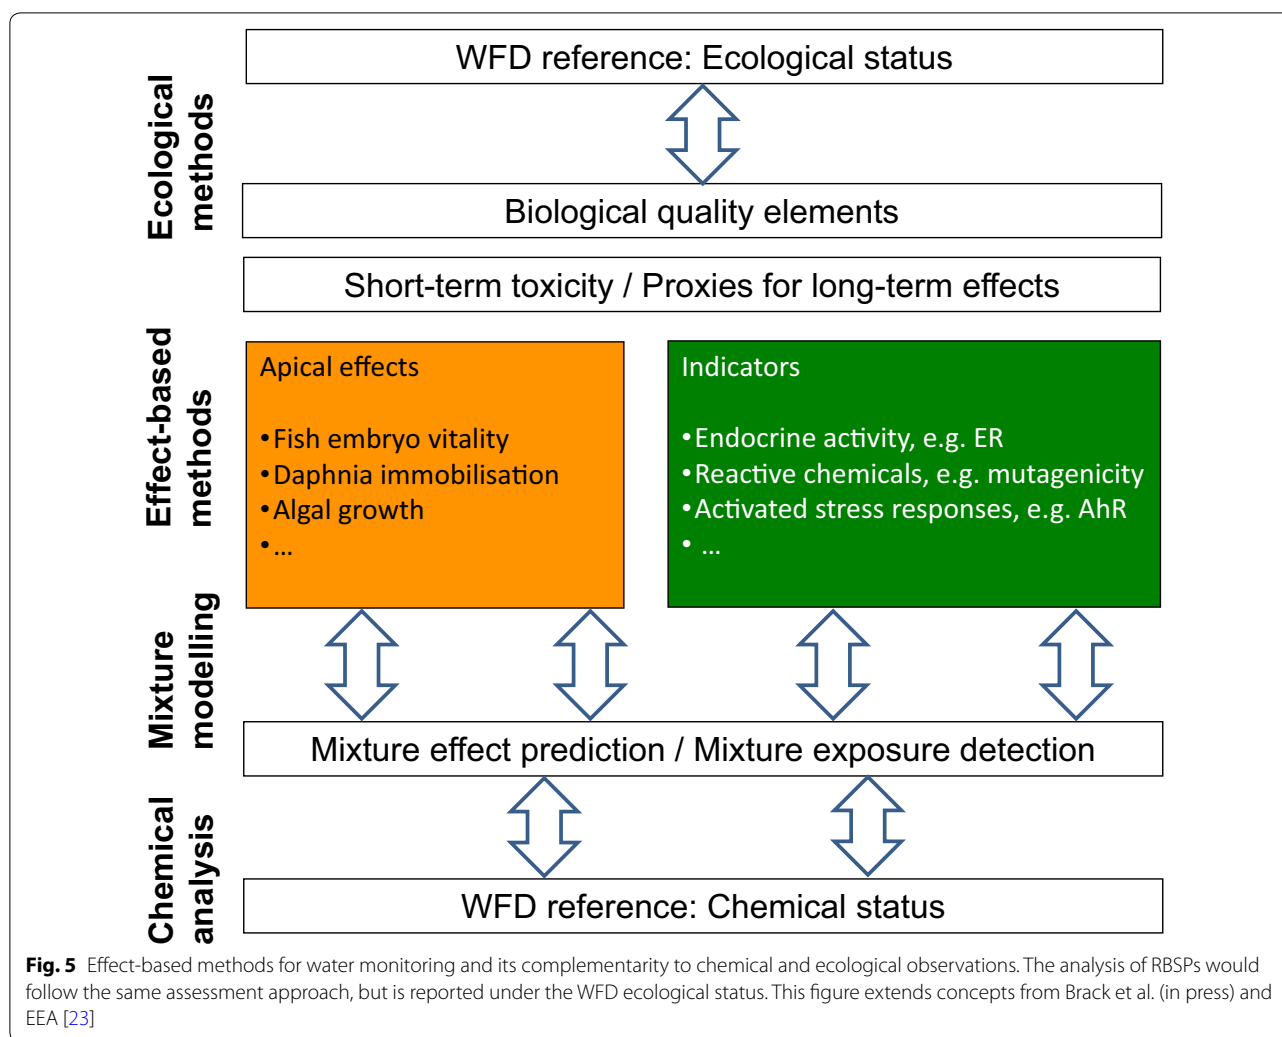 Ecological
methods
WFD reference: Ecological status
Biological quality elements
Short-term toxicity / Proxies for long-term effects
Effect-based
methods
Apical effects
•Fish embryo vitality
•Daphnia immobilisation
•Algal growth
•...
Indicators
•Endocrine activity, e.g. ER
•Reactive chemicals, e.g. mutagenicity
•Activated stress responses, e.g. AhR
• ...
Mixture
modelling
Mixture effect prediction / Mixture exposure detection
Chemical
analysis
WFD reference: Chemical status
Fig. 5 Effect-based methods for water monitoring and its complementarity to chemical and ecological observations. The analysis of RBSPs would
follow the same assessment approach, but is reported under the WFD ecological status. This figure extends concepts from Brack et al. (in press) and
EEA [23]